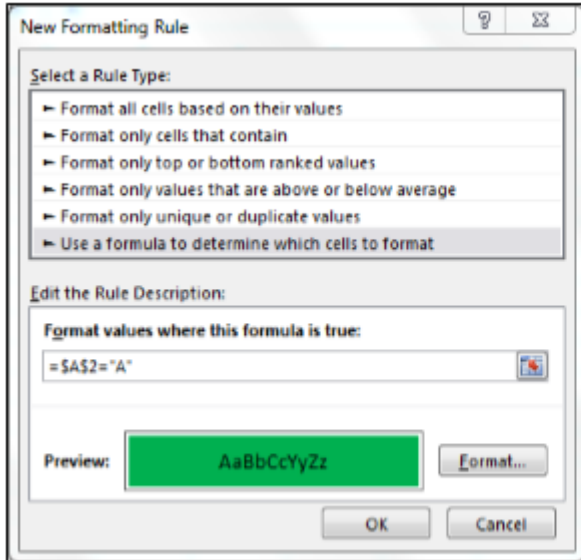 New Formatting Rule
Select a Rule Type:
► Format all cells based on their values
► Format only cells that contain
► Format only top or bottom ranked values
► Format only values that are above or below average
► Format only unique or duplicate values
► Use a formula to determine which cells to format
Edit the Rule Description:
Format values where this formula is true:
=$A$2="A"
Preview:
AaBbCcYyZz
Format...
OK
Cancel